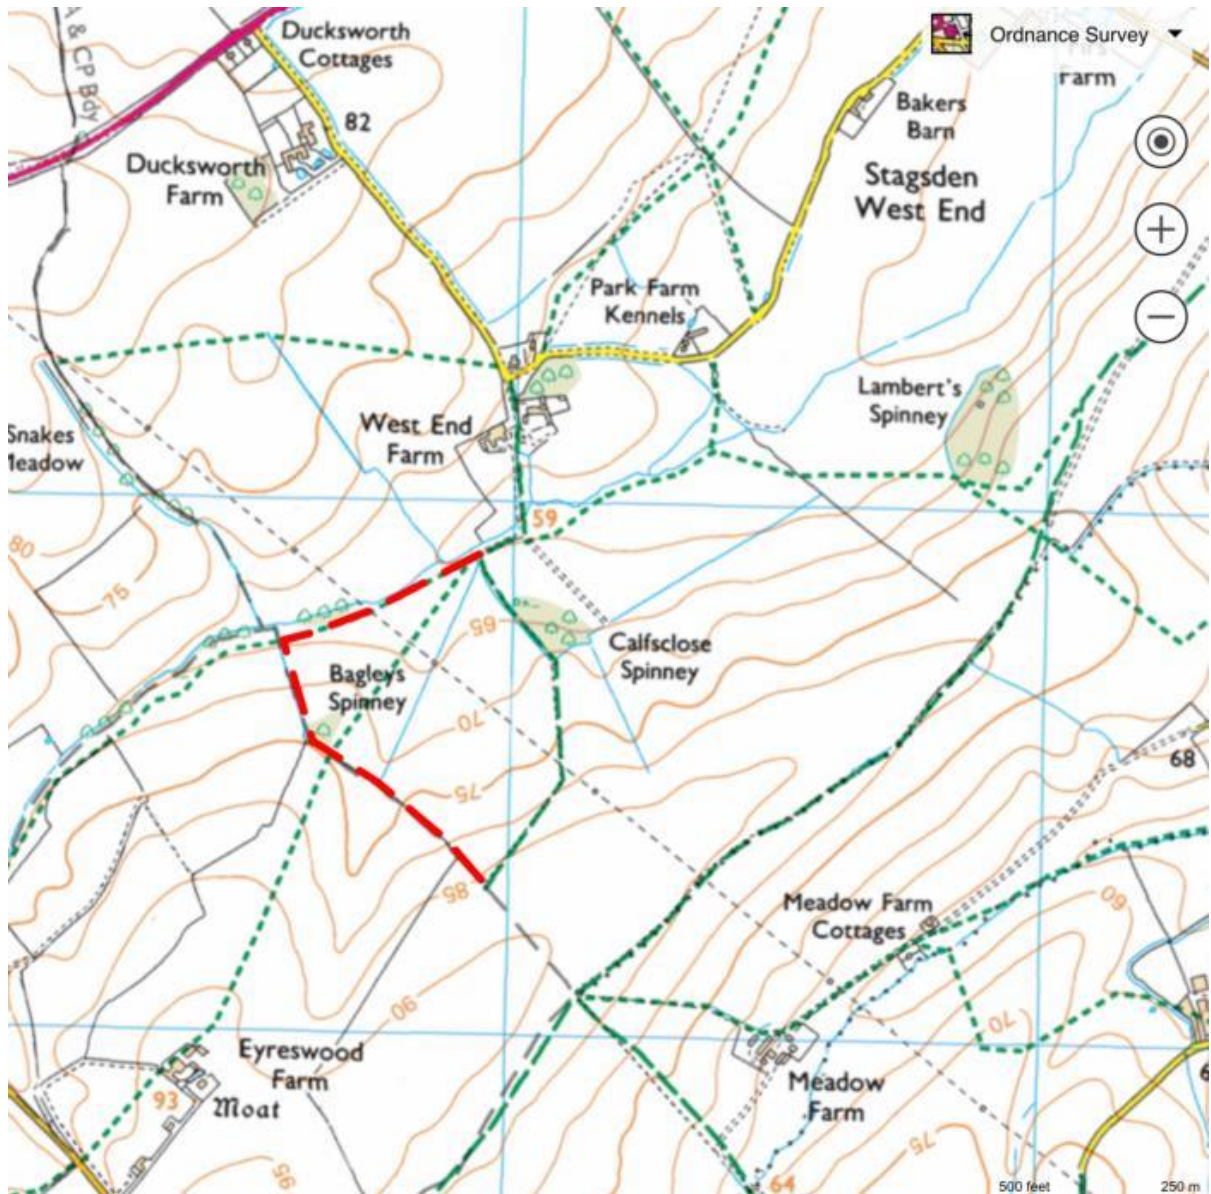 & CP Bdy
Ducksworth
Cottages
Ordnance Survey
Farm
82
Bakers
Barn
Ducksworth
Farm
Stagsden
West End
Park Farm
Kennels
Lambert's
Spinney
West End
Farm
Snakes
Meadow
59
80
75
65
Calfsclose
Spinney
Bagleys
Spinney
70
68
75
85
60
Meadow Farm
Cottages
90
70
Eyreswood
Farm
Meadow
Farm
93
Moat
75
95
64
500 feet
250 m